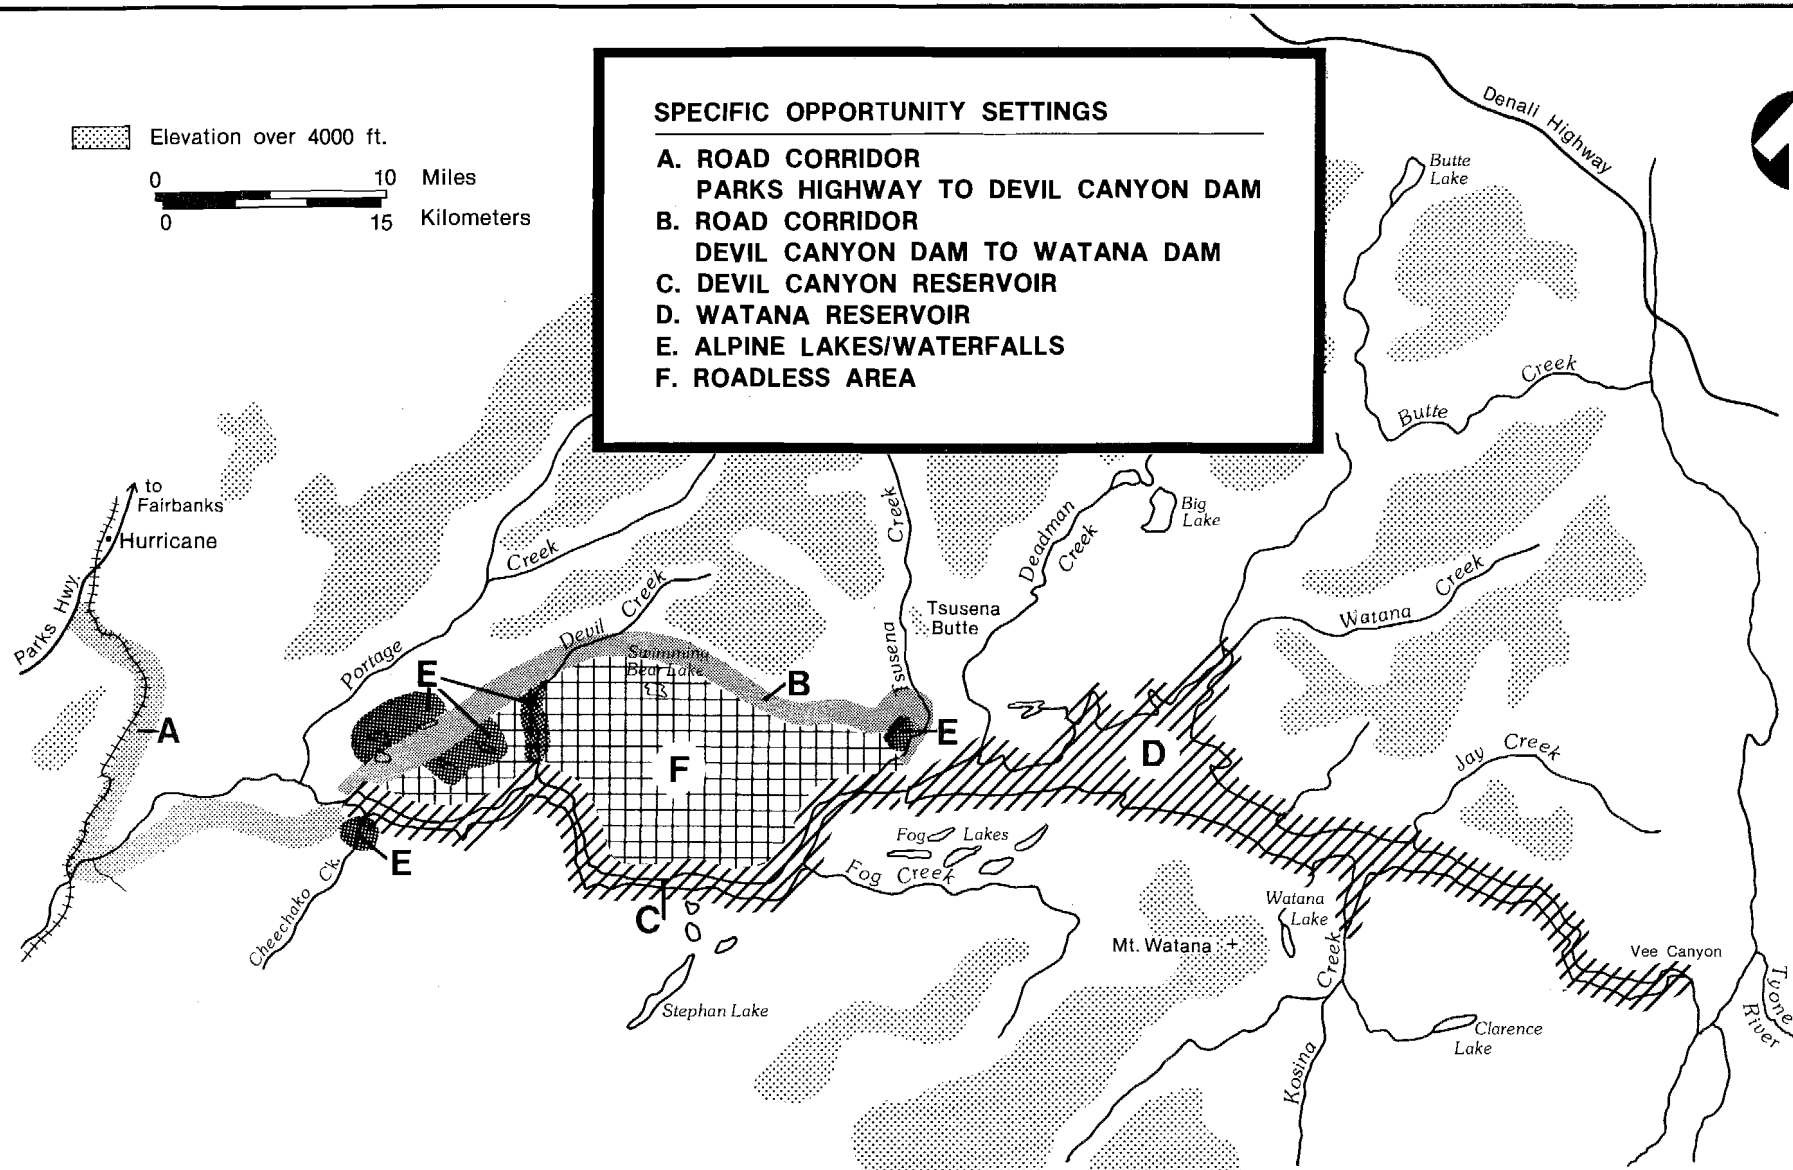 Elevation over 4000 ft.
0 10 Miles
0 15 Kilometers
SPECIFIC OPPORTUNITY SETTINGS
A. ROAD CORRIDOR
PARKS HIGHWAY TO DEVIL CANYON DAM
B. ROAD CORRIDOR
DEVIL CANYON DAM TO WATANA DAM
C. DEVIL CANYON RESERVOIR
D. WATANA RESERVOIR
E. ALPINE LAKES/WATERFALLS
F. ROADLESS AREA
Denali Highway
Butte
Lake
Butte Creek
to
Fairbanks
Hurricane
Parks Hwy.
Portage Creek
Devil Creek
Swimming
Bear Lake
Tsusena Creek
Tsusena
Butte
Deadman
Creek
Big
Lake
Watana Creek
Jay Creek
A
E
B
E
F
D
E
C
Cheechako Ck.
Fog Lakes
Fog Creek
Stephan Lake
Watana
Lake
Mt. Watana +
Vee Canyon
Kosina Creek
Clarence
Lake
Tyone
River